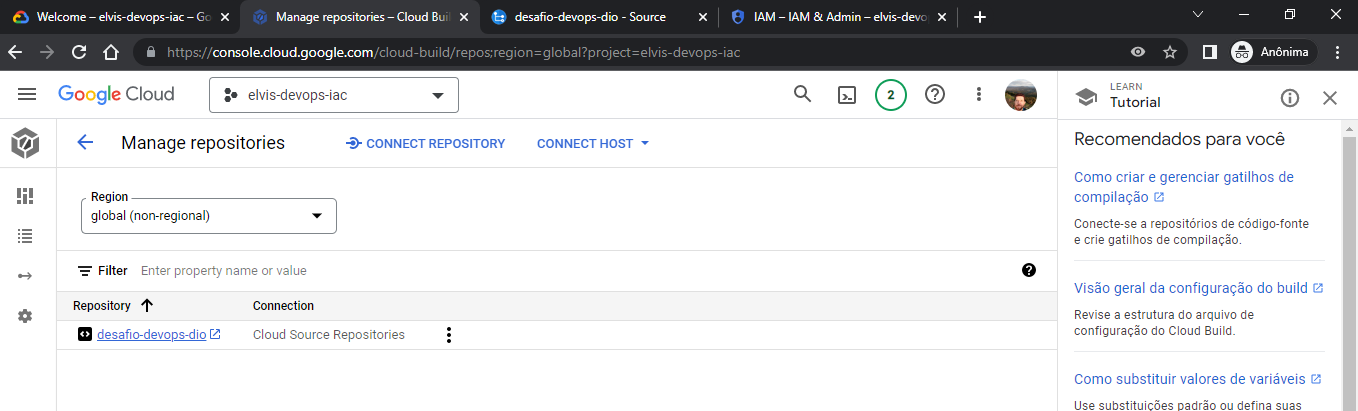 Welcome – elvis-devops-iac – Go
Manage repositories – Cloud Buil
desafio-devops-dio - Source
IAM – IAM & Admin – elvis-devo
https://console.cloud.google.com/cloud-build/repos;region=global?project=elvis-devops-iac
Anônima
Google Cloud
elvis-devops-iac
2
LEARN
Tutorial
Manage repositories
CONNECT REPOSITORY
CONNECT HOST
Region
global (non-regional)
Filter
Enter property name or value
Repository
Connection
desafio-devops-dio
Cloud Source Repositories
Recomendados para você
Como criar e gerenciar gatilhos de
compilação
Conecte-se a repositórios de código-fonte
e crie gatilhos de compilação.
Visão geral da configuração do build
Revise a estrutura do arquivo de
configuração do Cloud Build.
Como substituir valores de variáveis
Use substituições padrão ou defina suas